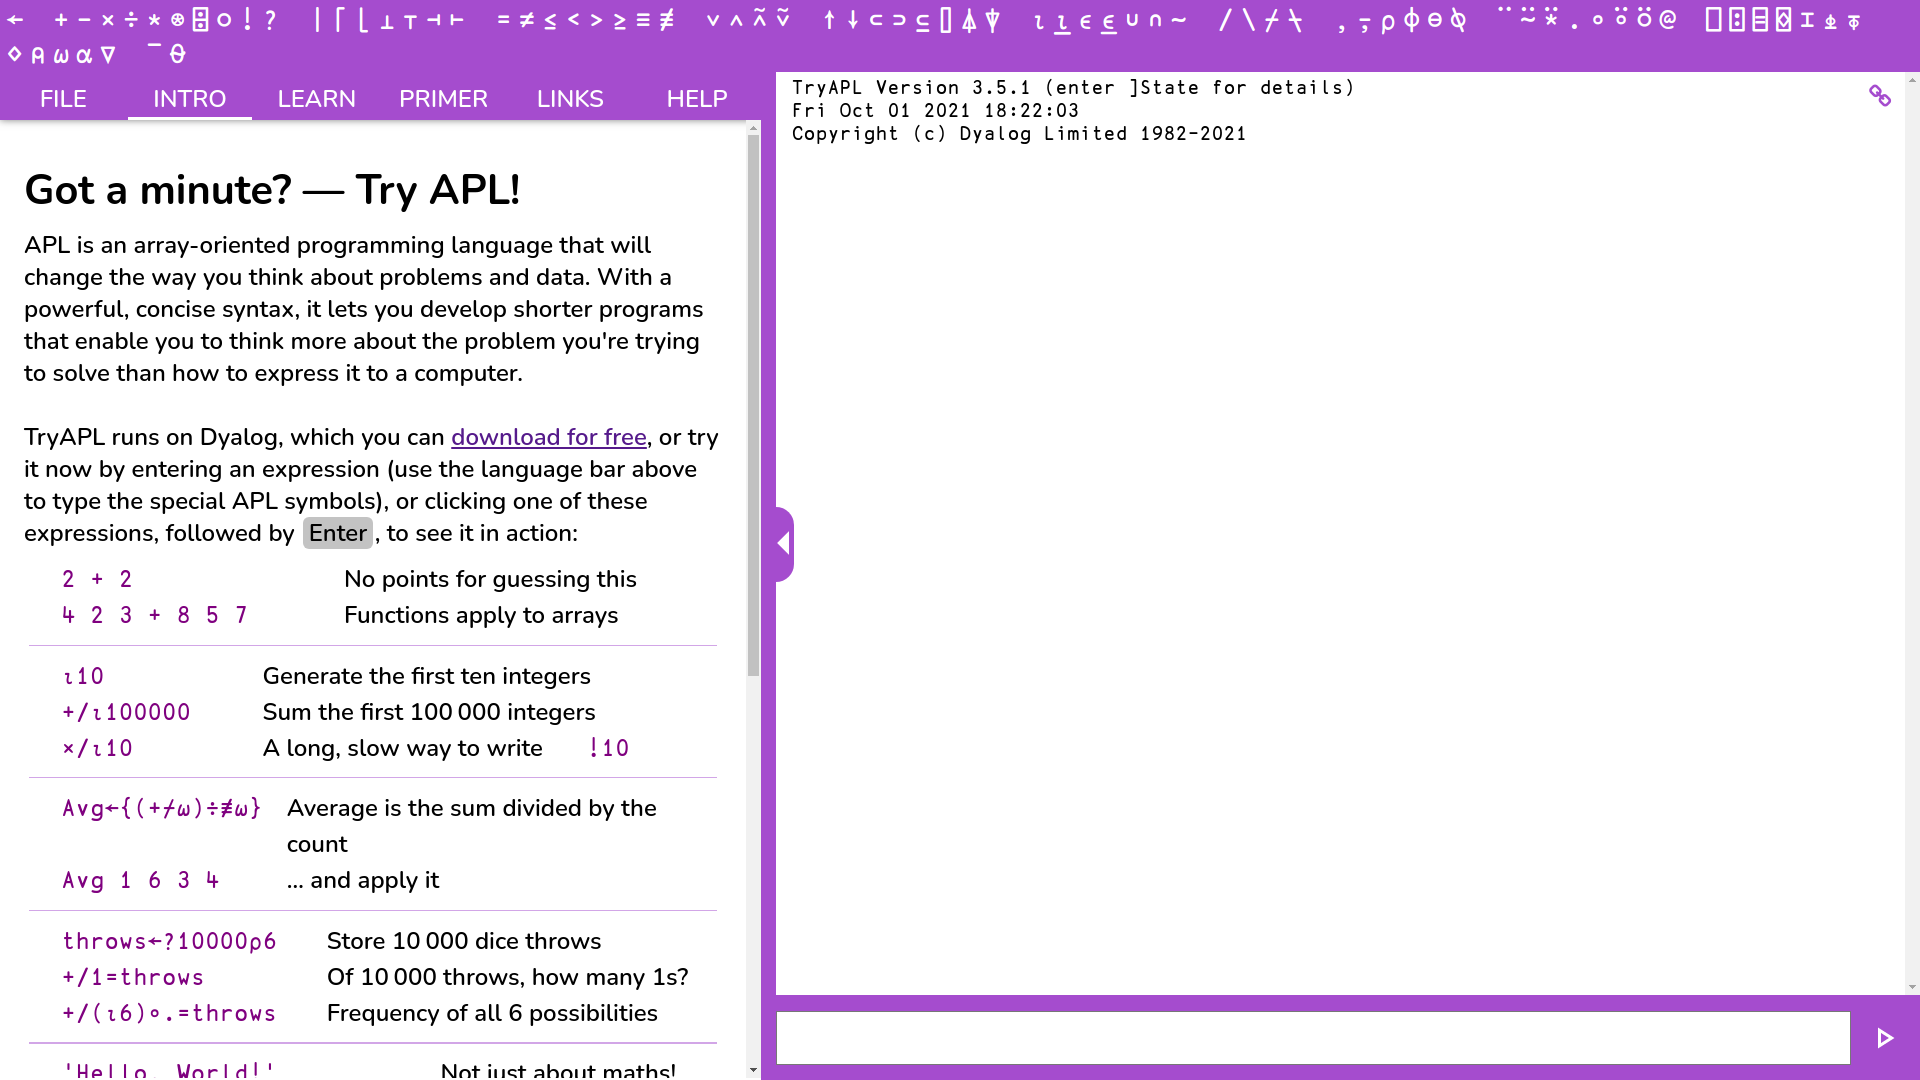 ← + - × ÷ * ⍟ ⌹ ○ ! ? | ⌈ ⌊ ⊥ ⊤ ⊣ ⊢ = ≠ ≤ < > ≥ ≡ ≢ ∨ ∧ ⍲ ⍱ ↑ ↓ ⊂ ⊃ ⊆ ⌷ ⍋ ⍒ ⍳ ⍸ ∊ ⍷ ∪ ∩ ~ / \ ⌿ ⍀ , ⍪ ⍴ ⌽ ⊖ ⍉ ¨ ⍨ ⍣ . ∘ ⍤ ⍥ @ ⎕ ⍠ ⌸ ⌺ ⌶ ⍎ ⍕
⋄ ⍝ ⍵ ⍺ ∇ ¯ ⍬
FILE INTRO LEARN PRIMER LINKS HELP
TryAPL Version 3.5.1 (enter ]State for details)
Fri Oct 01 2021 18:22:03
Copyright (c) Dyalog Limited 1982-2021
Got a minute? — Try APL!
APL is an array-oriented programming language that will
change the way you think about problems and data. With a
powerful, concise syntax, it lets you develop shorter programs
that enable you to think more about the problem you're trying
to solve than how to express it to a computer.
TryAPL runs on Dyalog, which you can download for free, or try
it now by entering an expression (use the language bar above
to type the special APL symbols), or clicking one of these
expressions, followed by Enter, to see it in action:
2 + 2 No points for guessing this
4 2 3 + 8 5 7 Functions apply to arrays
⍳10 Generate the first ten integers
+/⍳100000 Sum the first 100 000 integers
×/⍳10 A long, slow way to write !10
Avg←{(+⌿⍵)÷≢⍵} Average is the sum divided by the
count
Avg 1 6 3 4 ... and apply it
throws←?10000⍴6 Store 10 000 dice throws
+/1=throws Of 10 000 throws, how many 1s?
+/(⍳6)∘.=throws Frequency of all 6 possibilities
'Hello, World!' Not just about maths!